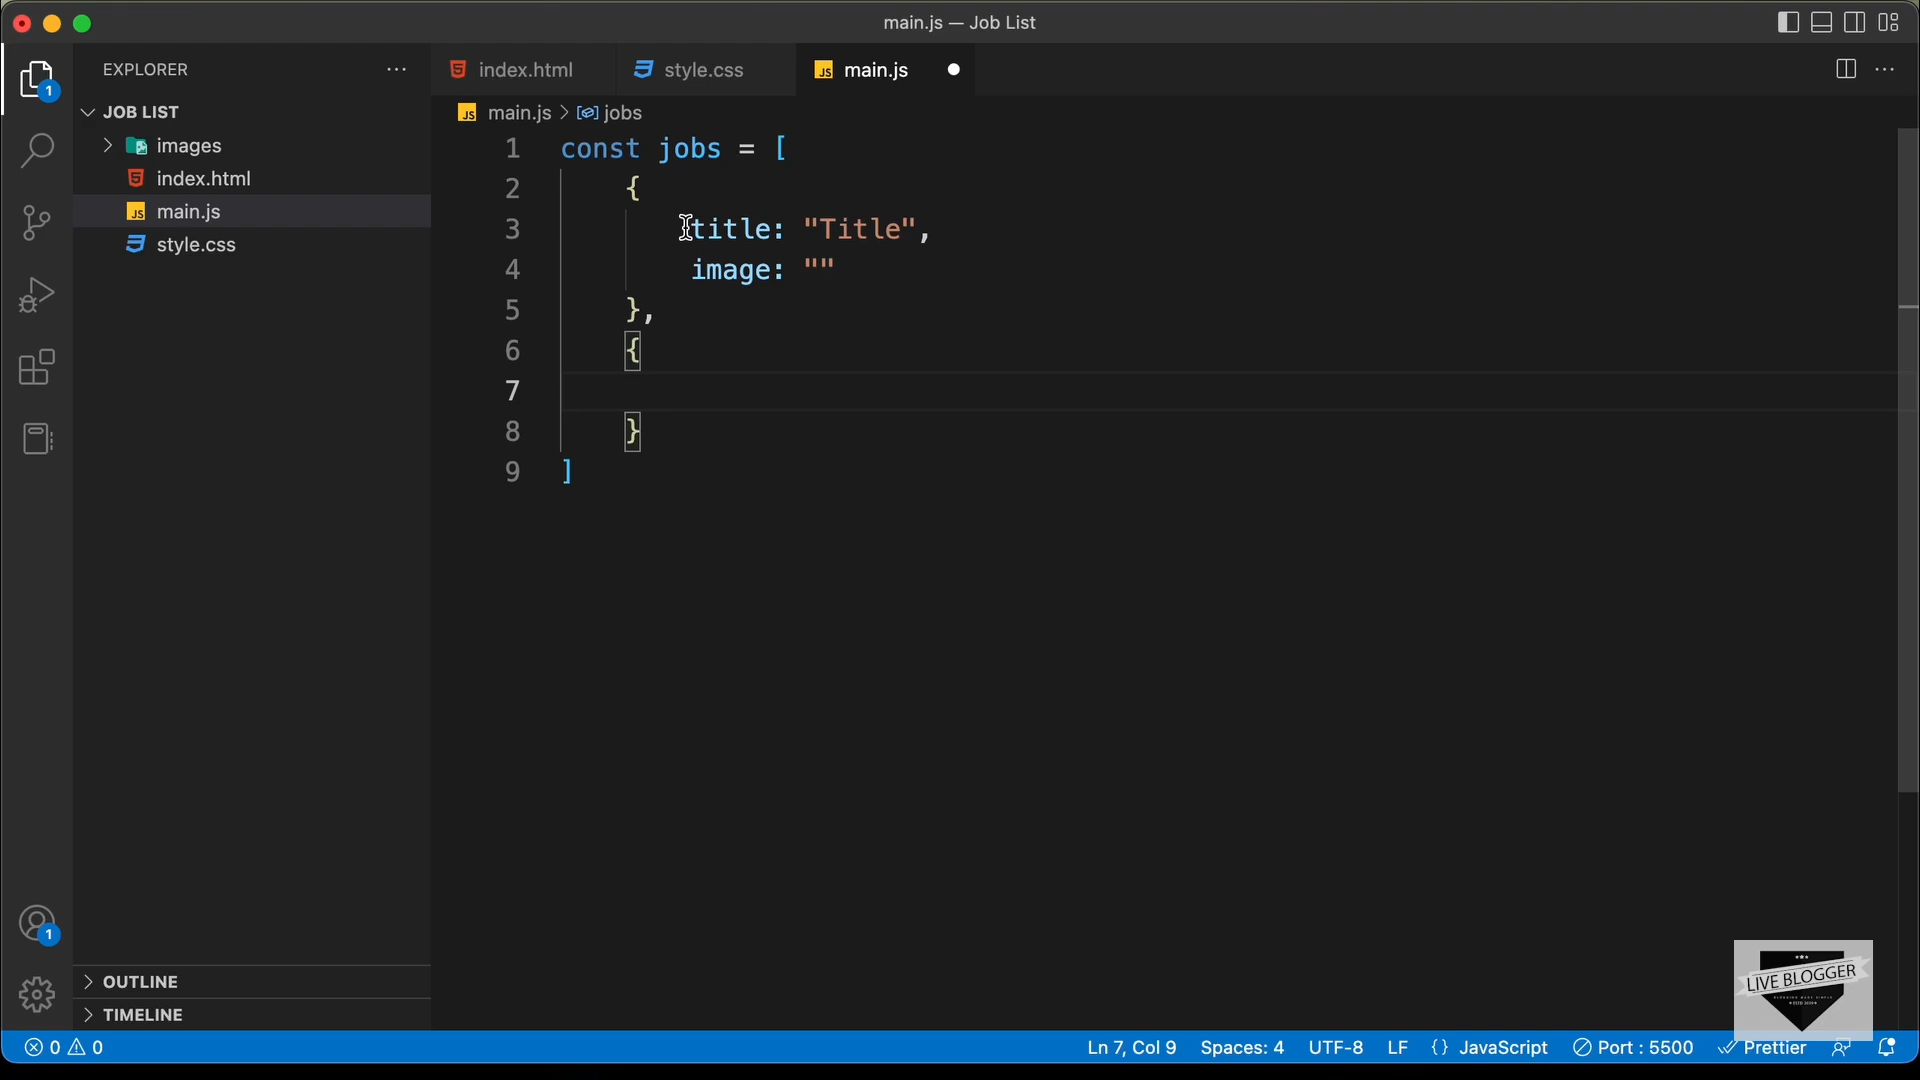 main.js — Job List
EXPLORER
index.html
style.css
main.js
1
JOB LIST
main.js > jobs
images
index.html
main.js
style.css
1 const jobs = [
2 {
3 title: "Title",
4 image: ""
5 },
6 {
7
8 }
9 ]
1
OUTLINE
TIMELINE
LIVE BLOGGER
0 0
Ln 7, Col 9
Spaces: 4
UTF-8
LF
{} JavaScript
Port : 5500
Prettier